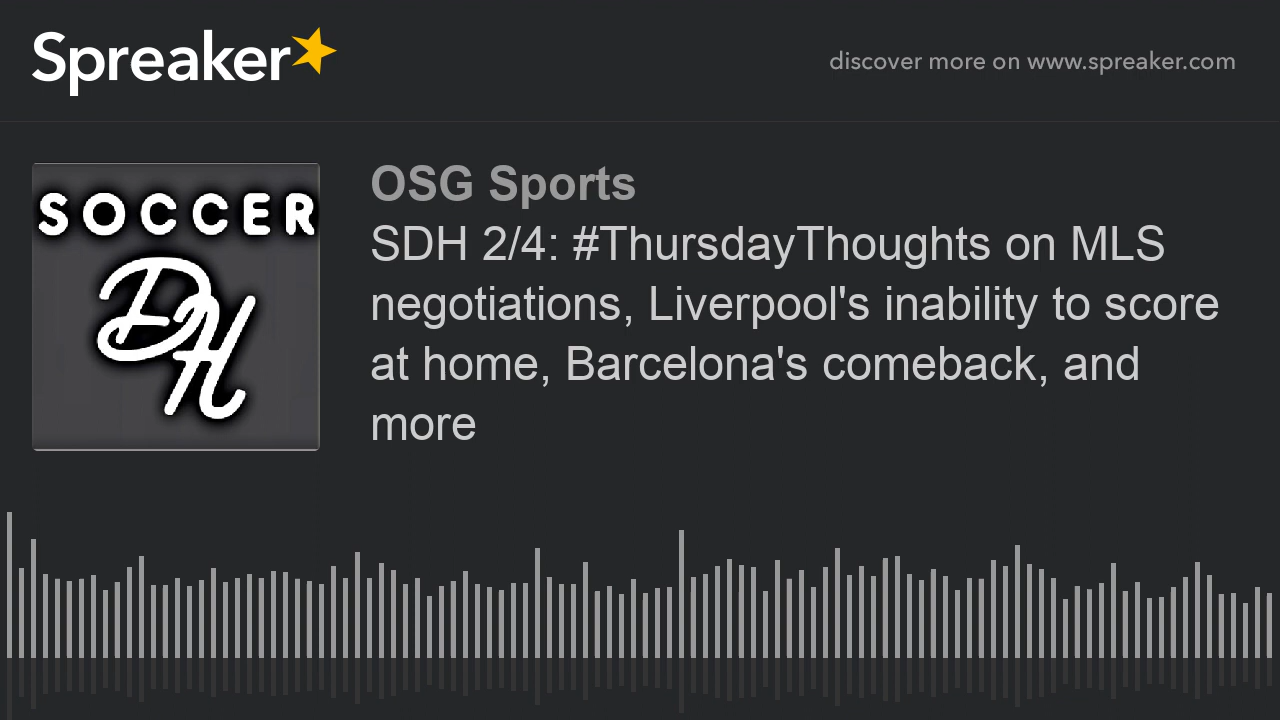 Spreaker
discover more on www.spreaker.com
SOCCER
DH
OSG Sports
SDH 2/4: #ThursdayThoughts on MLS
negotiations, Liverpool's inability to score
at home, Barcelona's comeback, and
more